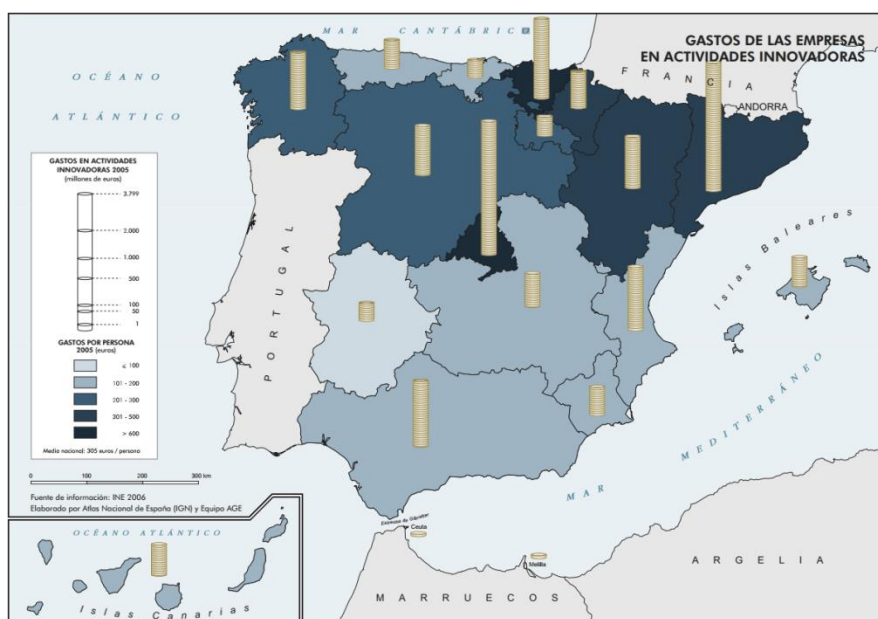 MAR CANTÁBRICO
GASTOS DE LAS EMPRESAS
EN ACTIVIDADES INNOVADORAS
OCÉANO
ATLÁNTICO
FRANCIA
ANDORRA
GASTOS EN ACTIVIDADES
INNOVADORAS 2005
(millones de euros)
3.799
2.000
1.000
500
100
50
1
GASTOS POR PERSONA
2005 (euros)
≤ 100
101 - 200
201 - 300
301 - 500
> 600
Media nacional: 305 euros / persona
PORTUGAL
Islas Baleares
MAR MEDITERRÁNEO
0 100 200 300 km
Fuente de información: INE 2006
Elaborado por Atlas Nacional de España (IGN) y Equipo AGE
Estrecho de Gibraltar
Ceuta
Melilla
OCÉANO ATLÁNTICO
Islas Canarias
MARRUECOS
ARGELIA